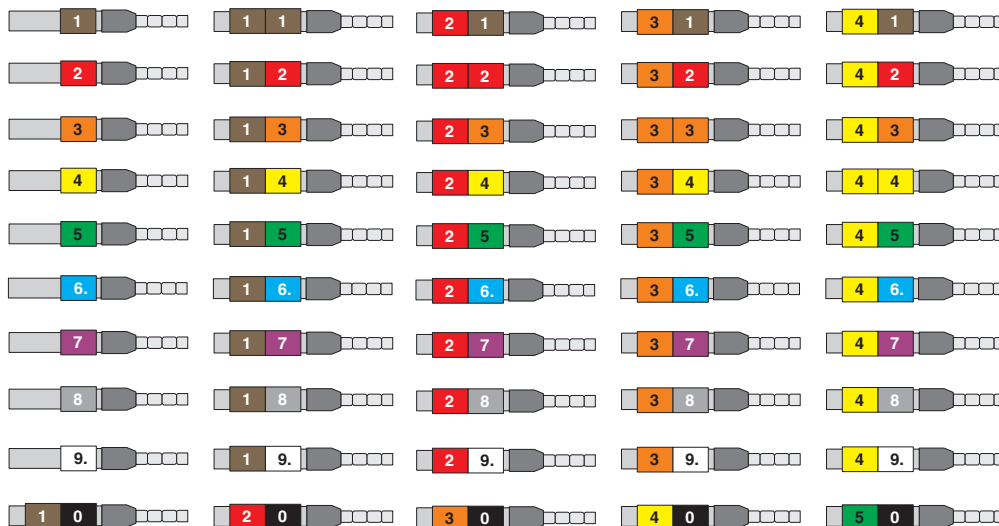 1 1 1 2 1 3 1 4 1
2 1 2 2 2 3 2 4 2
3 1 3 2 3 3 3 4 3
4 1 4 2 4 3 4 4 4
5 1 5 2 5 3 5 4 5
6. 1 6. 2 6. 3 6. 4 6.
7 1 7 2 7 3 7 4 7
8 1 8 2 8 3 8 4 8
9. 1 9. 2 9. 3 9. 4 9.
1 0 2 0 3 0 4 0 5 0